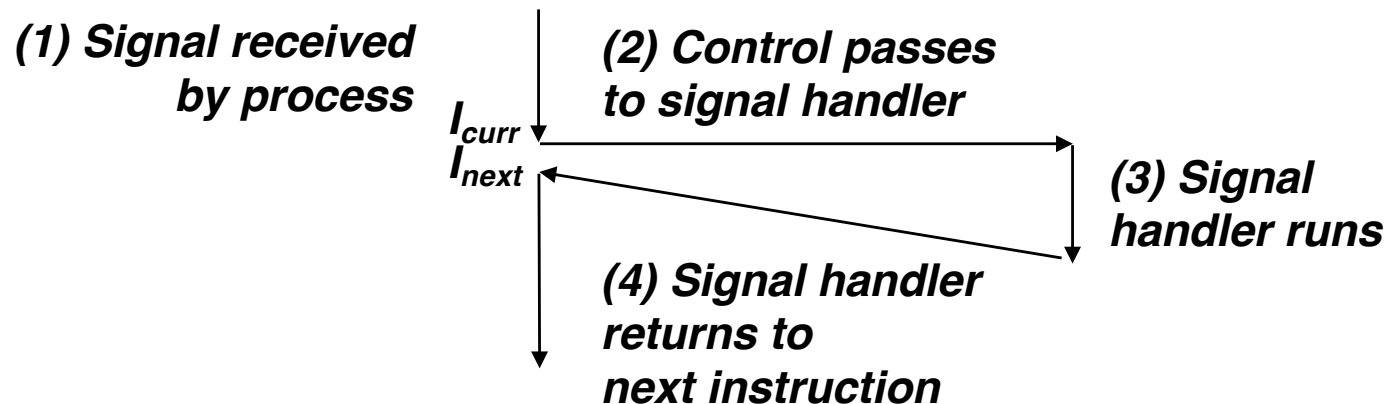 (1) Signal received
by process
(2) Control passes
to signal handler
Icurr
Inext
(3) Signal
handler runs
(4) Signal handler
returns to
next instruction